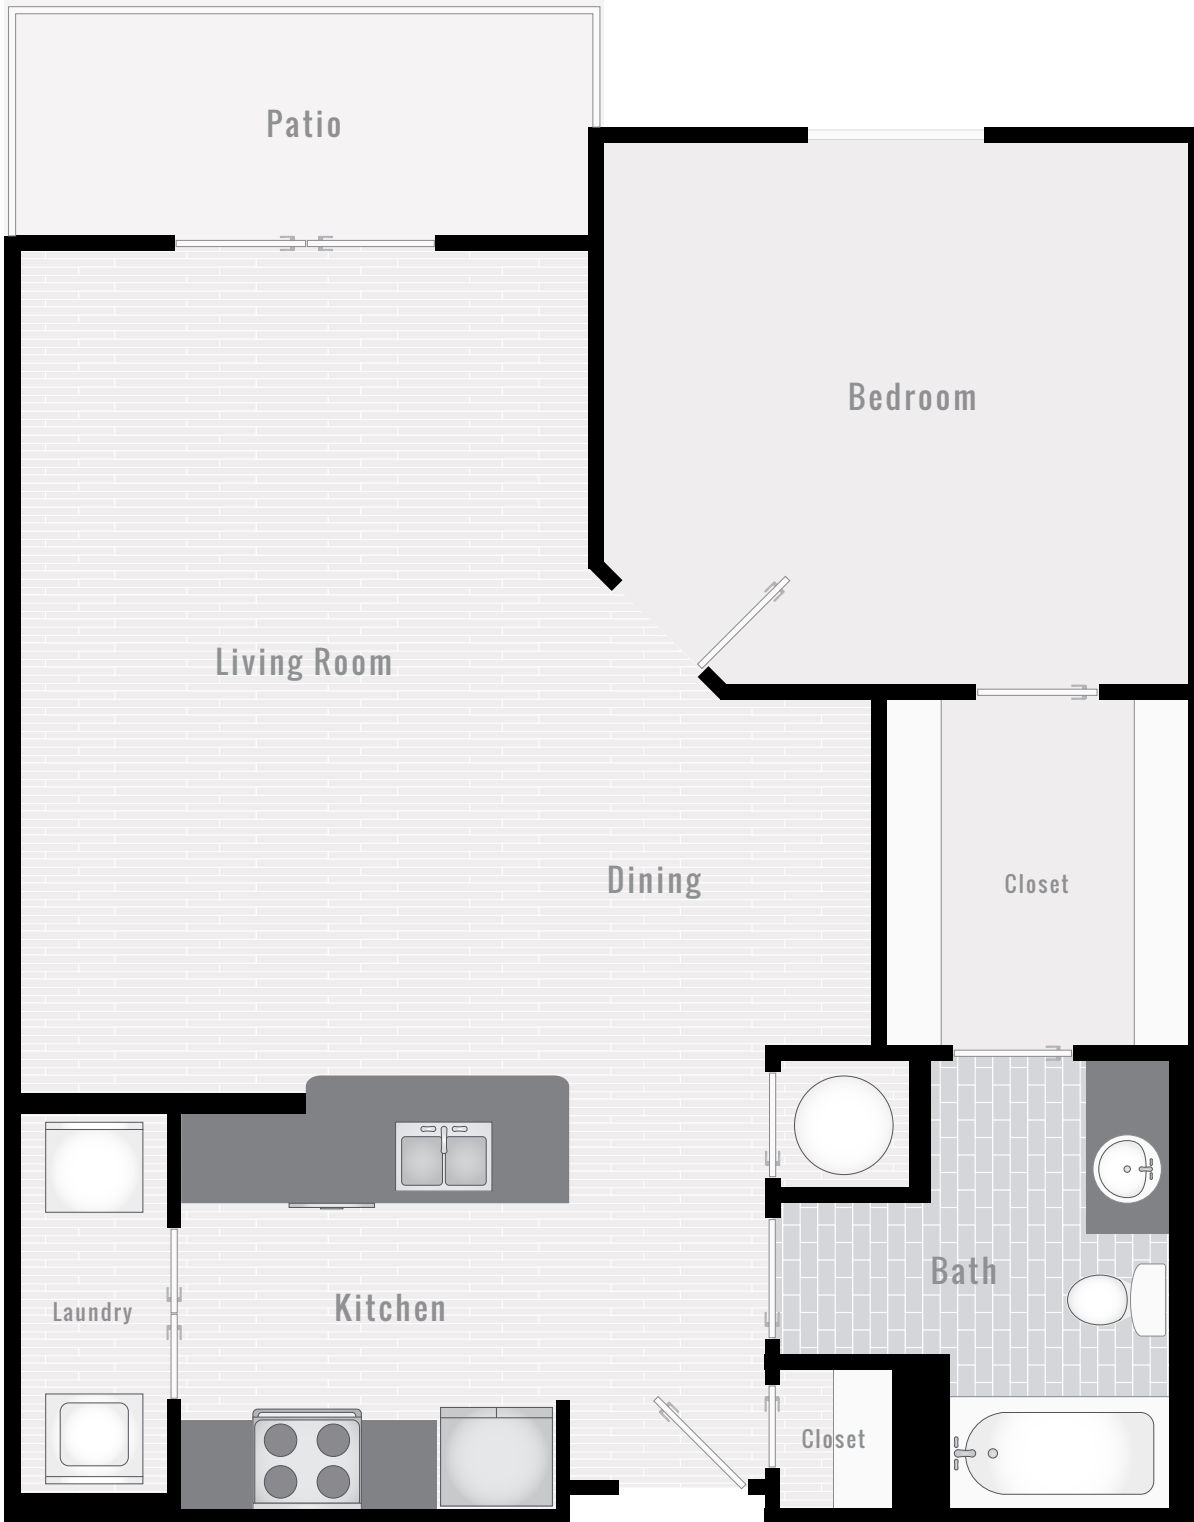 Patio
Bedroom
Living Room
Dining
Closet
Bath
Laundry
Kitchen
Closet